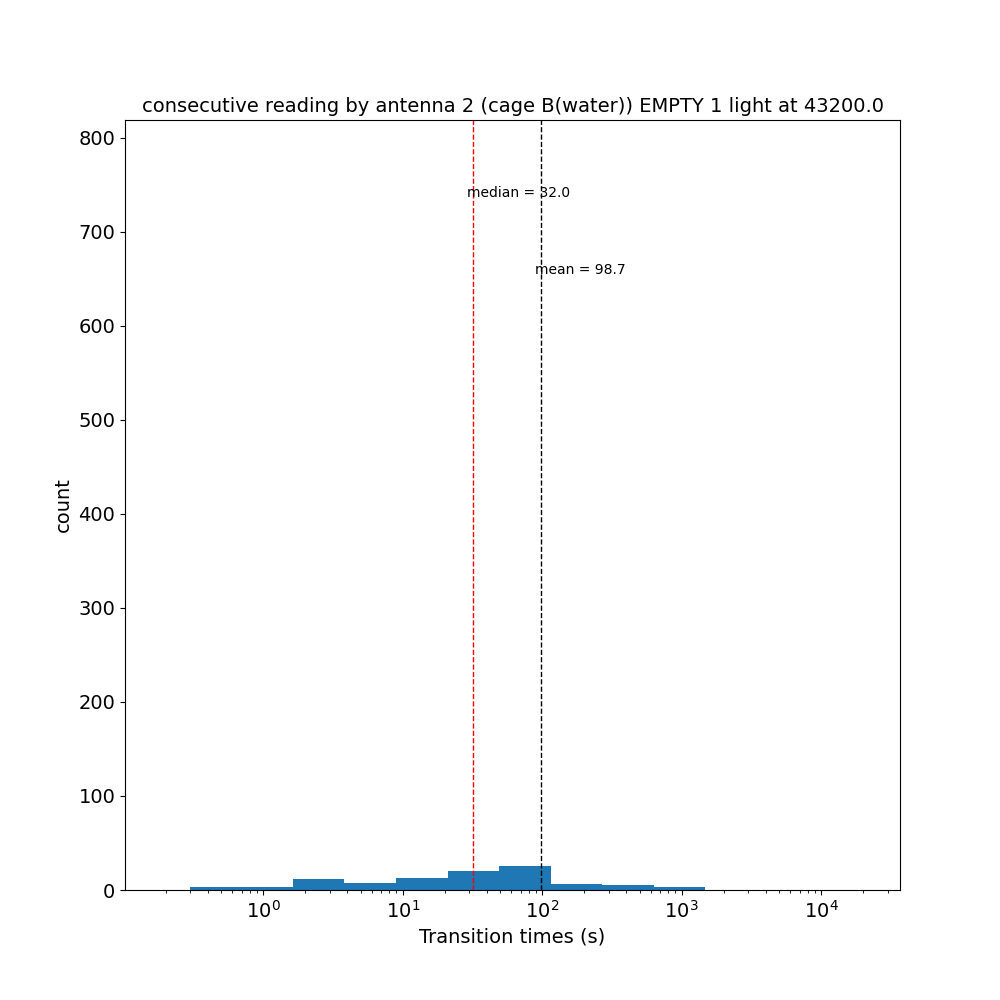 consecutive reading by antenna 2 (cage B(water)) EMPTY 1 light at 43200.0
800
700
600
500
400
300
200
100
0
count
median = 32.0
mean = 98.7
10⁰
10¹
10²
10³
10⁴
Transition times (s)